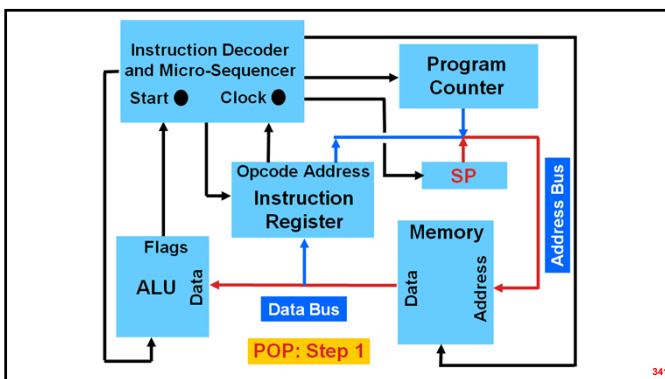 Instruction Decoder
and Micro-Sequencer
Start
Clock
Program
Counter
Opcode Address
Instruction
Register
SP
Address Bus
Flags
ALU
Data
Memory
Data
Address
Data Bus
POP: Step 1